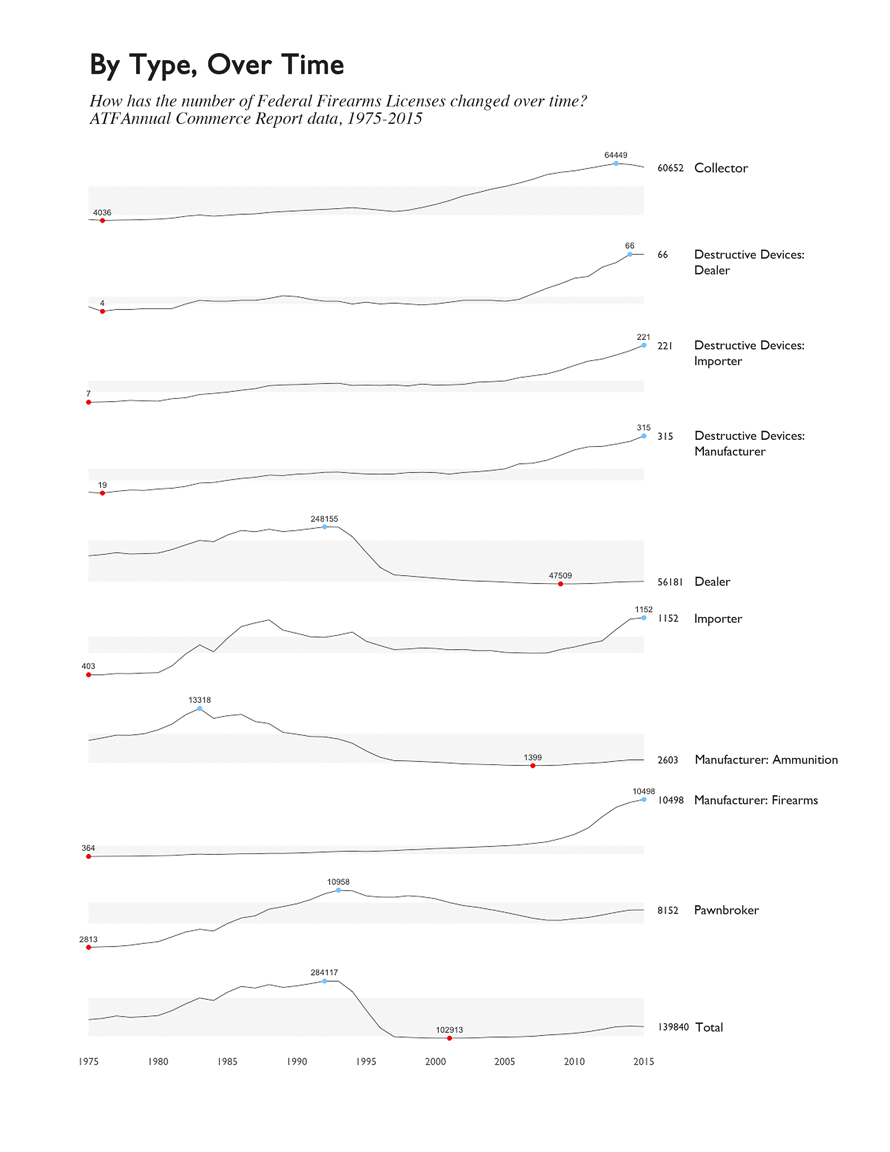 By Type, Over Time
How has the number of Federal Firearms Licenses changed over time?
ATFAnnual Commerce Report data, 1975-2015
64449
60652 Collector
4036
66
66 Destructive Devices:
Dealer
4
221
221 Destructive Devices:
Importer
7
315
315 Destructive Devices:
Manufacturer
19
248155
47509
56181 Dealer
1152
1152 Importer
403
13318
1399
2603 Manufacturer: Ammunition
10498
10498 Manufacturer: Firearms
364
10958
8152 Pawnbroker
2813
284117
102913
139840 Total
1975 1980 1985 1990 1995 2000 2005 2010 2015